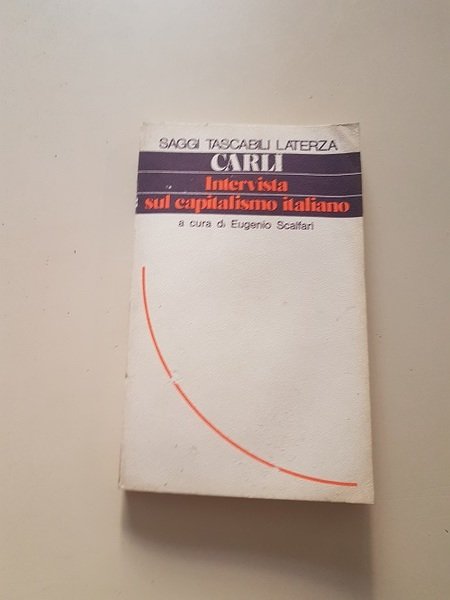 SAGGI TASCABILI LATERZA
CARLI
Intervista
sul capitalismo italiano
a cura di Eugenio Scalfari